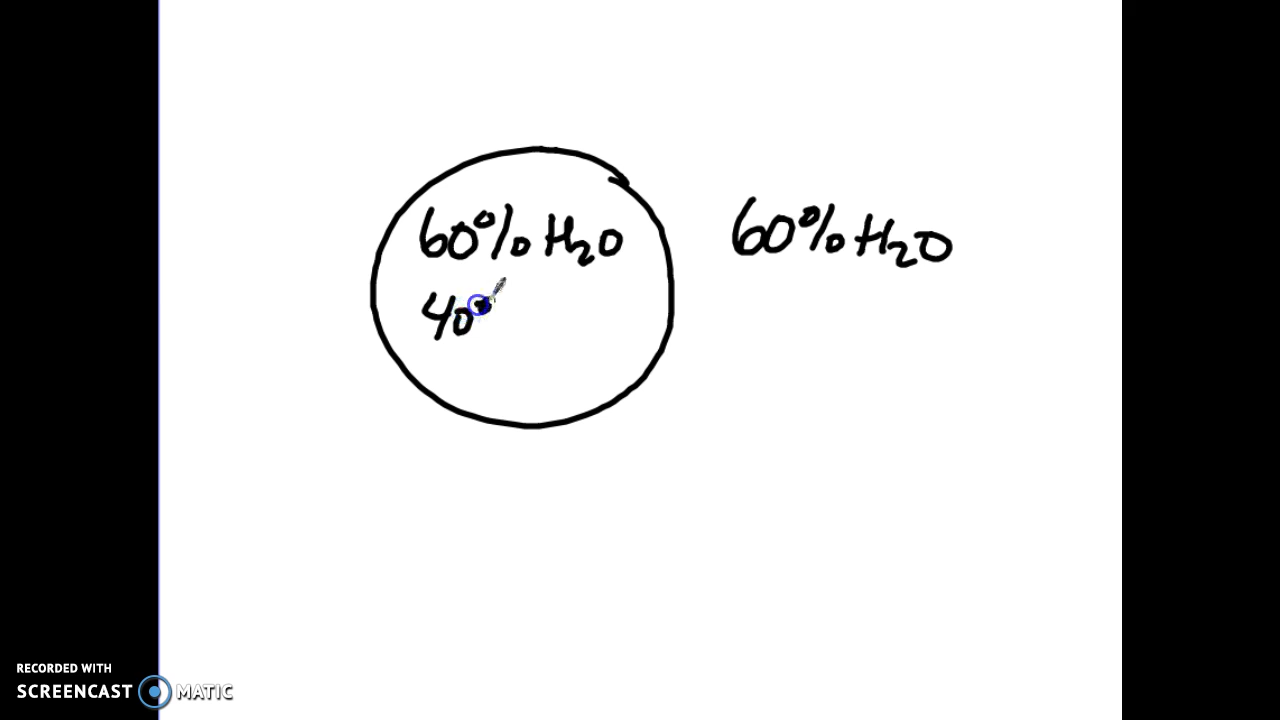 60% H2O
60% H2O
40
RECORDED WITH
SCREENCAST MATIC